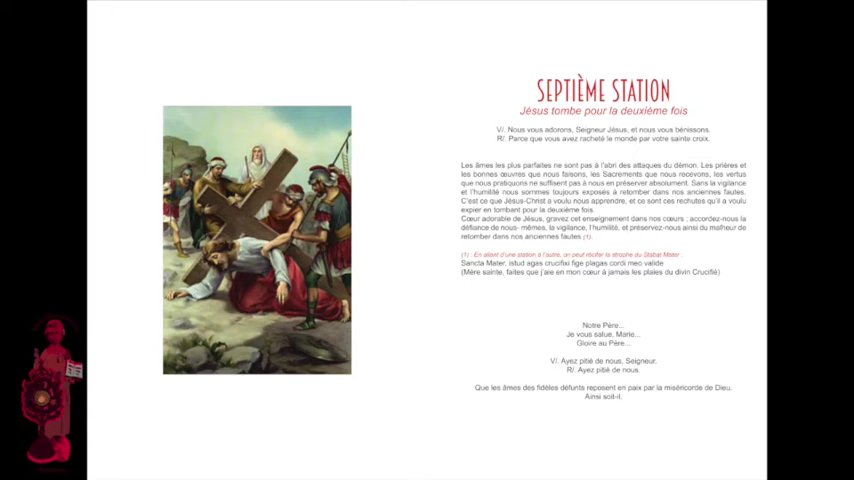 SEPTIÈME STATION
Jésus tombe pour la deuxième fois
V/. Nous vous adorons, Seigneur Jésus, et nous vous bénissons.
R/. Parce que vous avez racheté le monde par votre sainte croix.
Les âmes les plus parfaites ne sont pas à l'abri des attaques du démon. Les prières et
les bonnes œuvres que nous faisons, les Sacrements que nous recevons, les vertus
que nous pratiquons ne suffisent pas à nous en préserver absolument. Sans la vigilance
et l'humilité nous sommes toujours exposés à retomber dans nos anciennes fautes.
C'est ce que Jésus-Christ a voulu nous apprendre, et ce sont ces rechutes qu'il a voulu
expier en tombant pour la deuxième fois.
Cœur adorable de Jésus, gravez cet enseignement dans nos cœurs ; accordez-nous la
défiance de nous- mêmes, la vigilance, l'humilité, et préservez-nous ainsi du malheur de
retomber dans nos anciennes fautes (1).
(1) : En allant d'une station à l'autre, on peut réciter la strophe du Stabat Mater :
Sancta Mater, istud agas crucifixi fige plagas cordi meo valide
(Mère sainte, faites que j'aie en mon cœur à jamais les plaies du divin Crucifié)
Notre Père...
Je vous salue, Marie...
Gloire au Père...
V/. Ayez pitié de nous, Seigneur.
R/. Ayez pitié de nous.
Que les âmes des fidèles défunts reposent en paix par la miséricorde de Dieu.
Ainsi soit-il.